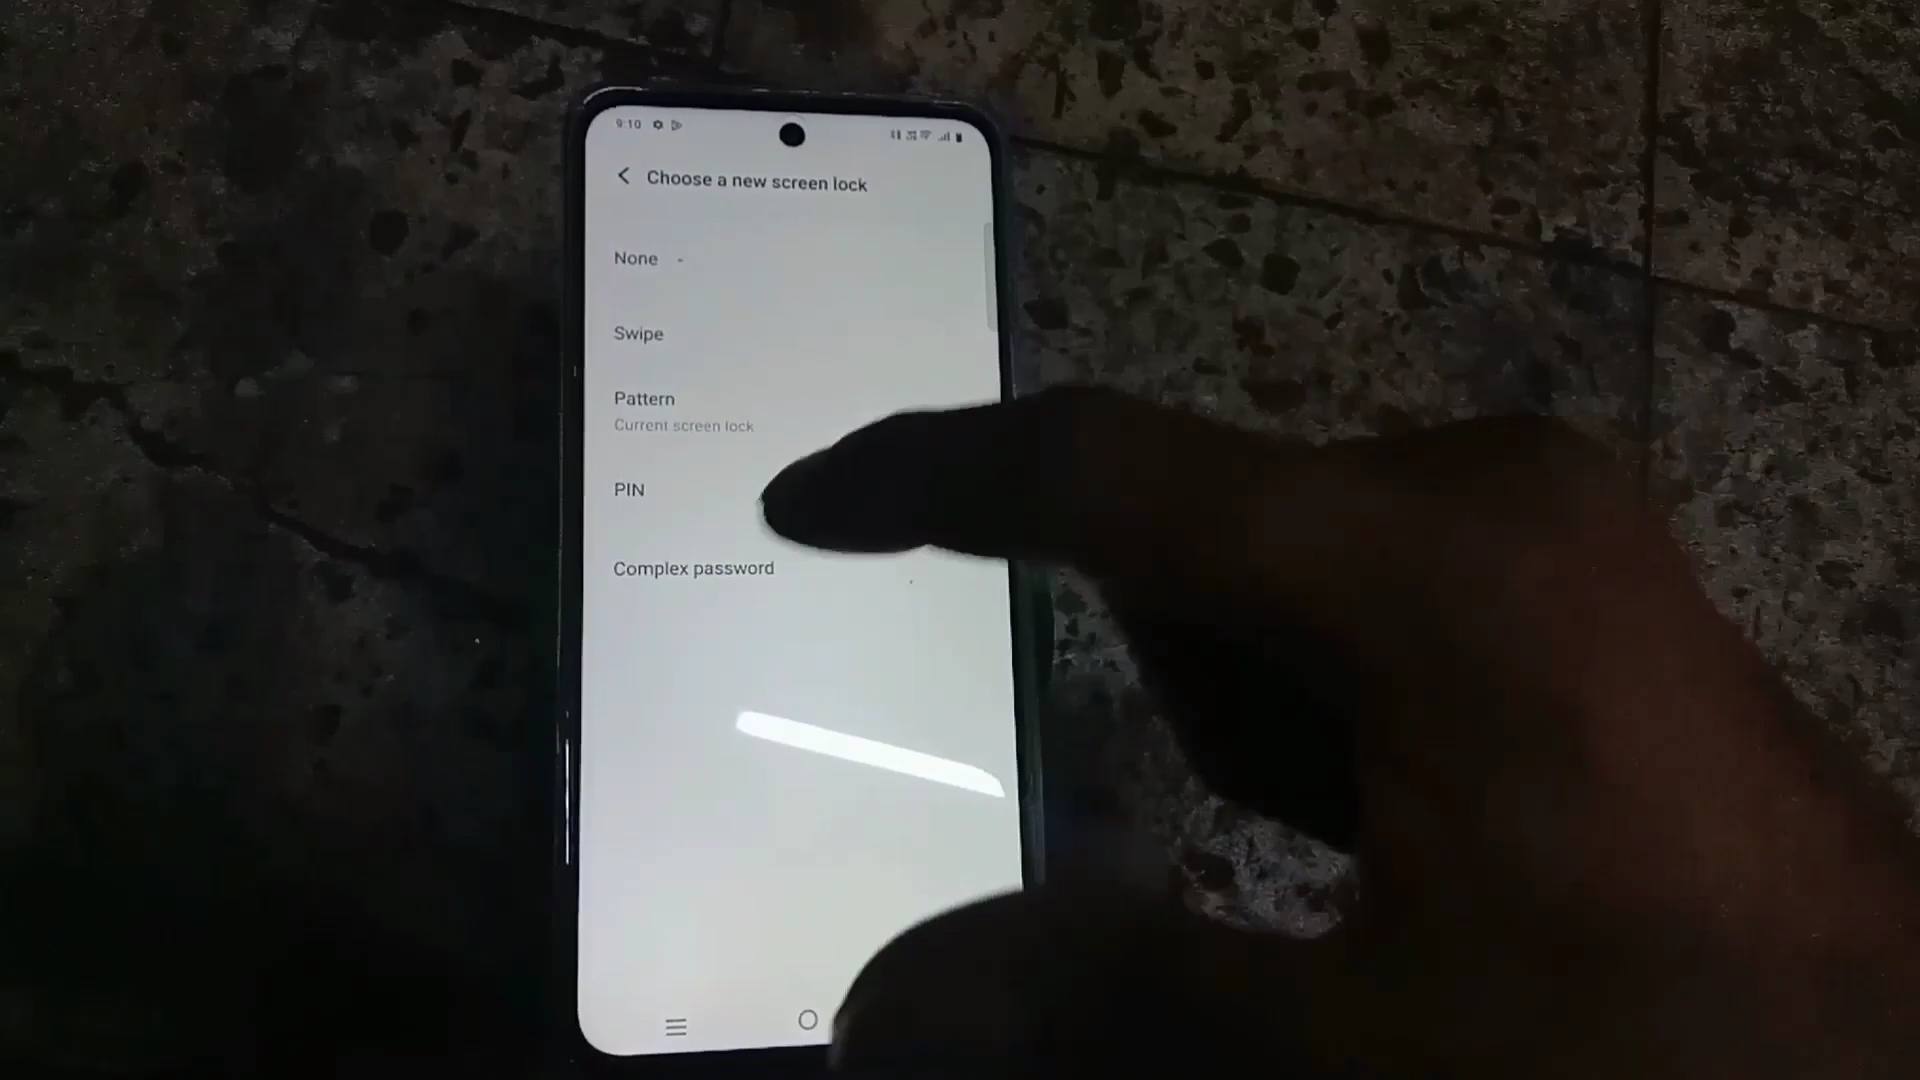 9:10
Choose a new screen lock
None
Swipe
Pattern
Current screen lock
PIN
Complex password